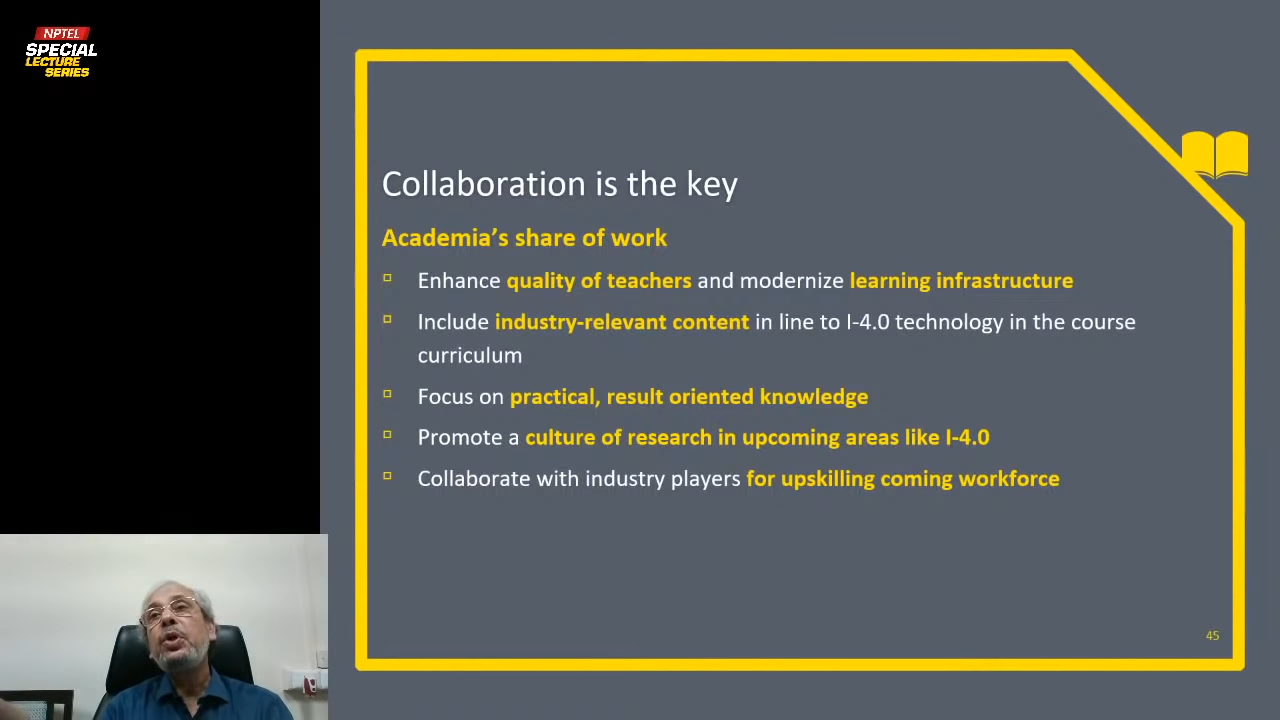 NPTEL
SPECIAL
LECTURE
SERIES
Collaboration is the key
Academia’s share of work
Enhance quality of teachers and modernize learning infrastructure
Include industry-relevant content in line to I-4.0 technology in the course
curriculum
Focus on practical, result oriented knowledge
Promote a culture of research in upcoming areas like I-4.0
Collaborate with industry players for upskilling coming workforce
45